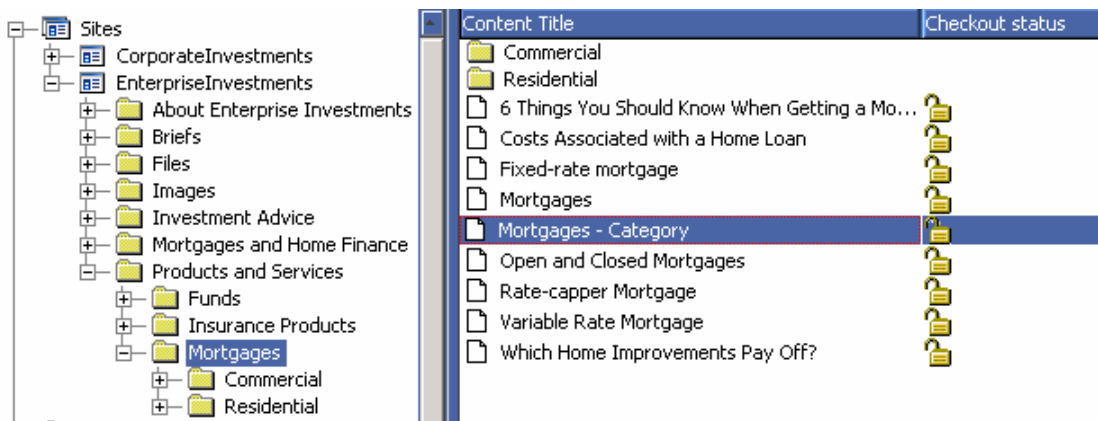 Sites
CorporateInvestments
EnterpriseInvestments
About Enterprise Investments
Briefs
Files
Images
Investment Advice
Mortgages and Home Finance
Products and Services
Funds
Insurance Products
Mortgages
Commercial
Residential
Content Title Checkout status
Commercial
Residential
6 Things You Should Know When Getting a Mo...
Costs Associated with a Home Loan
Fixed-rate mortgage
Mortgages
Mortgages - Category
Open and Closed Mortgages
Rate-capper Mortgage
Variable Rate Mortgage
Which Home Improvements Pay Off?